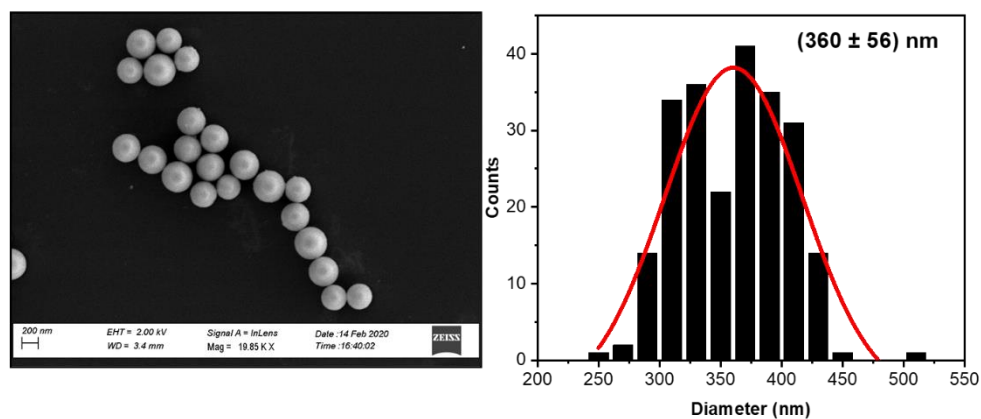 200 nm
EHT = 2.00 kV
Signal A = InLens
Date :14 Feb 2020
WD = 3.4 mm
Mag = 19.85 K X
Time :16:40:02
ZEISS
(360 ± 56) nm
Counts
40
30
20
10
0
200 250 300 350 400 450 500 550
Diameter (nm)